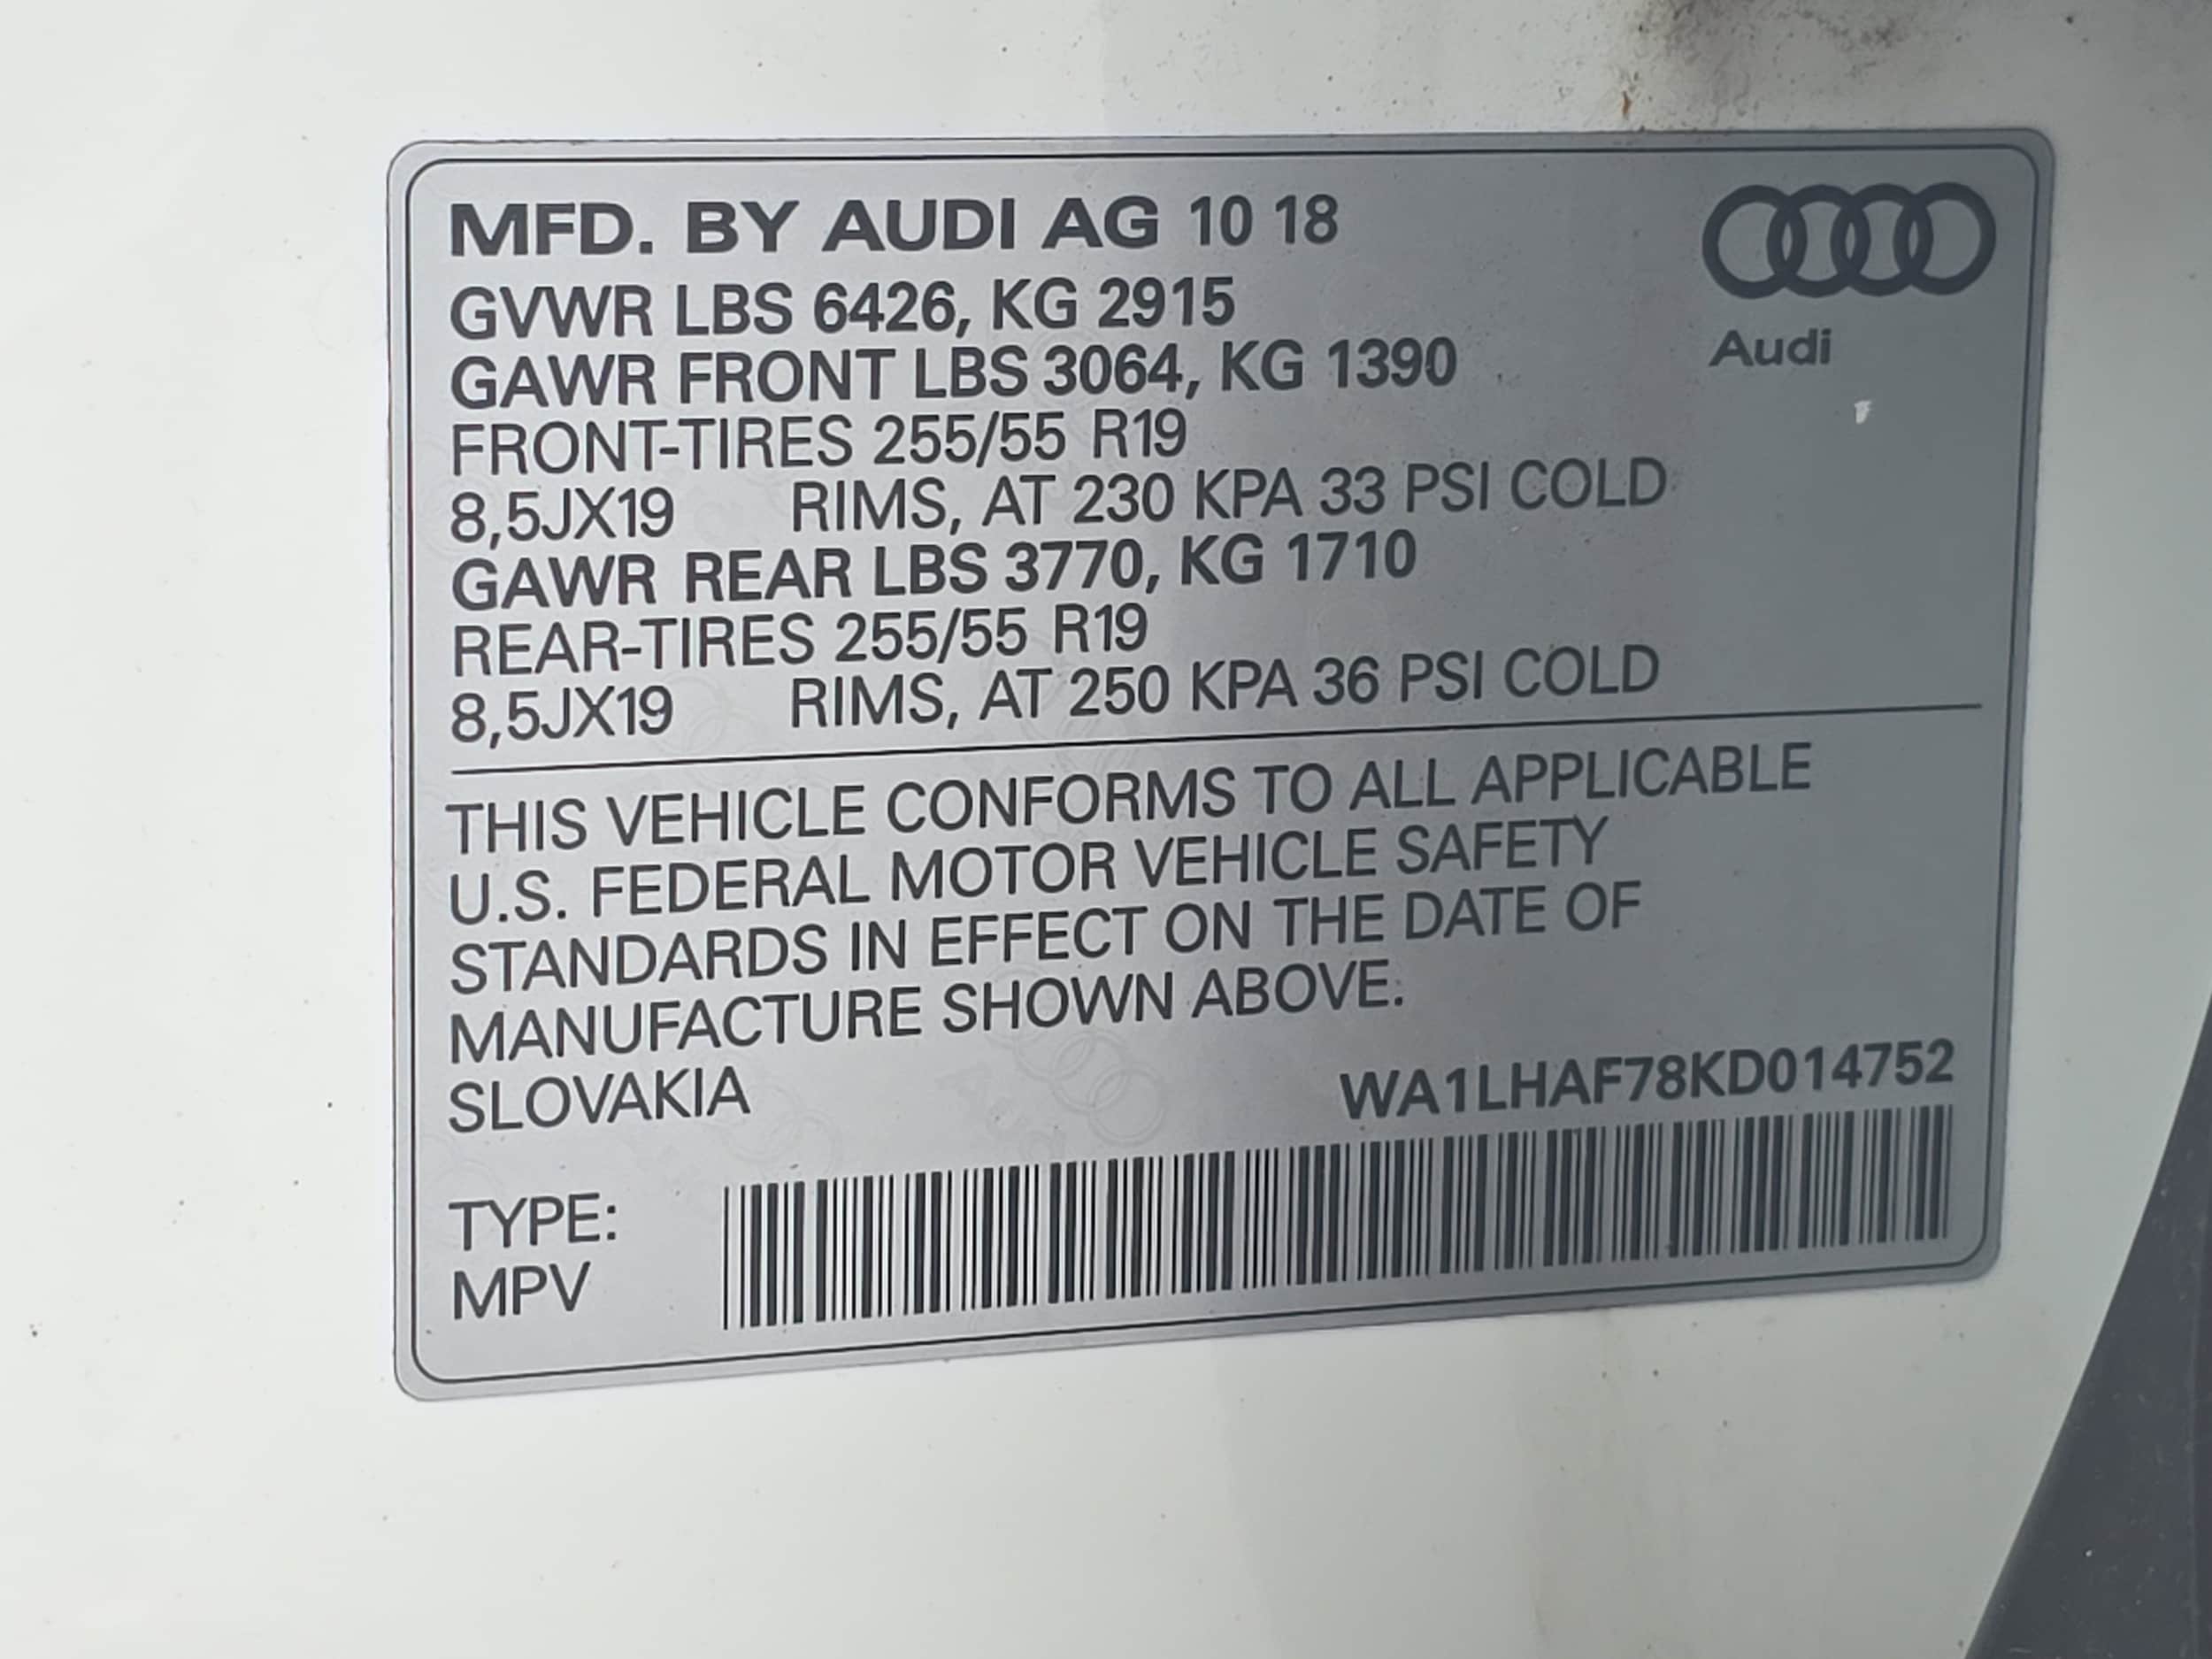 MFD. BY AUDI AG 10 18
GVWR LBS 6426, KG 2915
GAWR FRONT LBS 3064, KG 1390
Audi
FRONT-TIRES 255/55 R19
8,5JX19 RIMS, AT 230 KPA 33 PSI COLD
GAWR REAR LBS 3770, KG 1710
REAR-TIRES 255/55 R19
8,5JX19 RIMS, AT 250 KPA 36 PSI COLD
THIS VEHICLE CONFORMS TO ALL APPLICABLE
U.S. FEDERAL MOTOR VEHICLE SAFETY
STANDARDS IN EFFECT ON THE DATE OF
MANUFACTURE SHOWN ABOVE.
SLOVAKIA WA1LHAF78KD014752
TYPE:
MPV